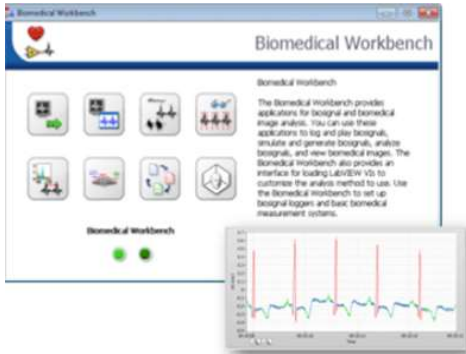 Biomedical Workbench
Biomedical Workbench
Biomedical Workbench
The Biomedical Workbench provides
applications for biosignal and biomedical
image analysis. You can use these
applications to log and play biosignals,
simulate and generate biosignals, analyze
biosignals, and view biomedical images. The
Biomedical Workbench also provides an
interface for loading LabVIEW VIs to
customize the analysis method to use. Use
the Biomedical Workbench to set up
biosignal loggers and basic biomedical
measurement systems.
Biomedical Workbench
Time